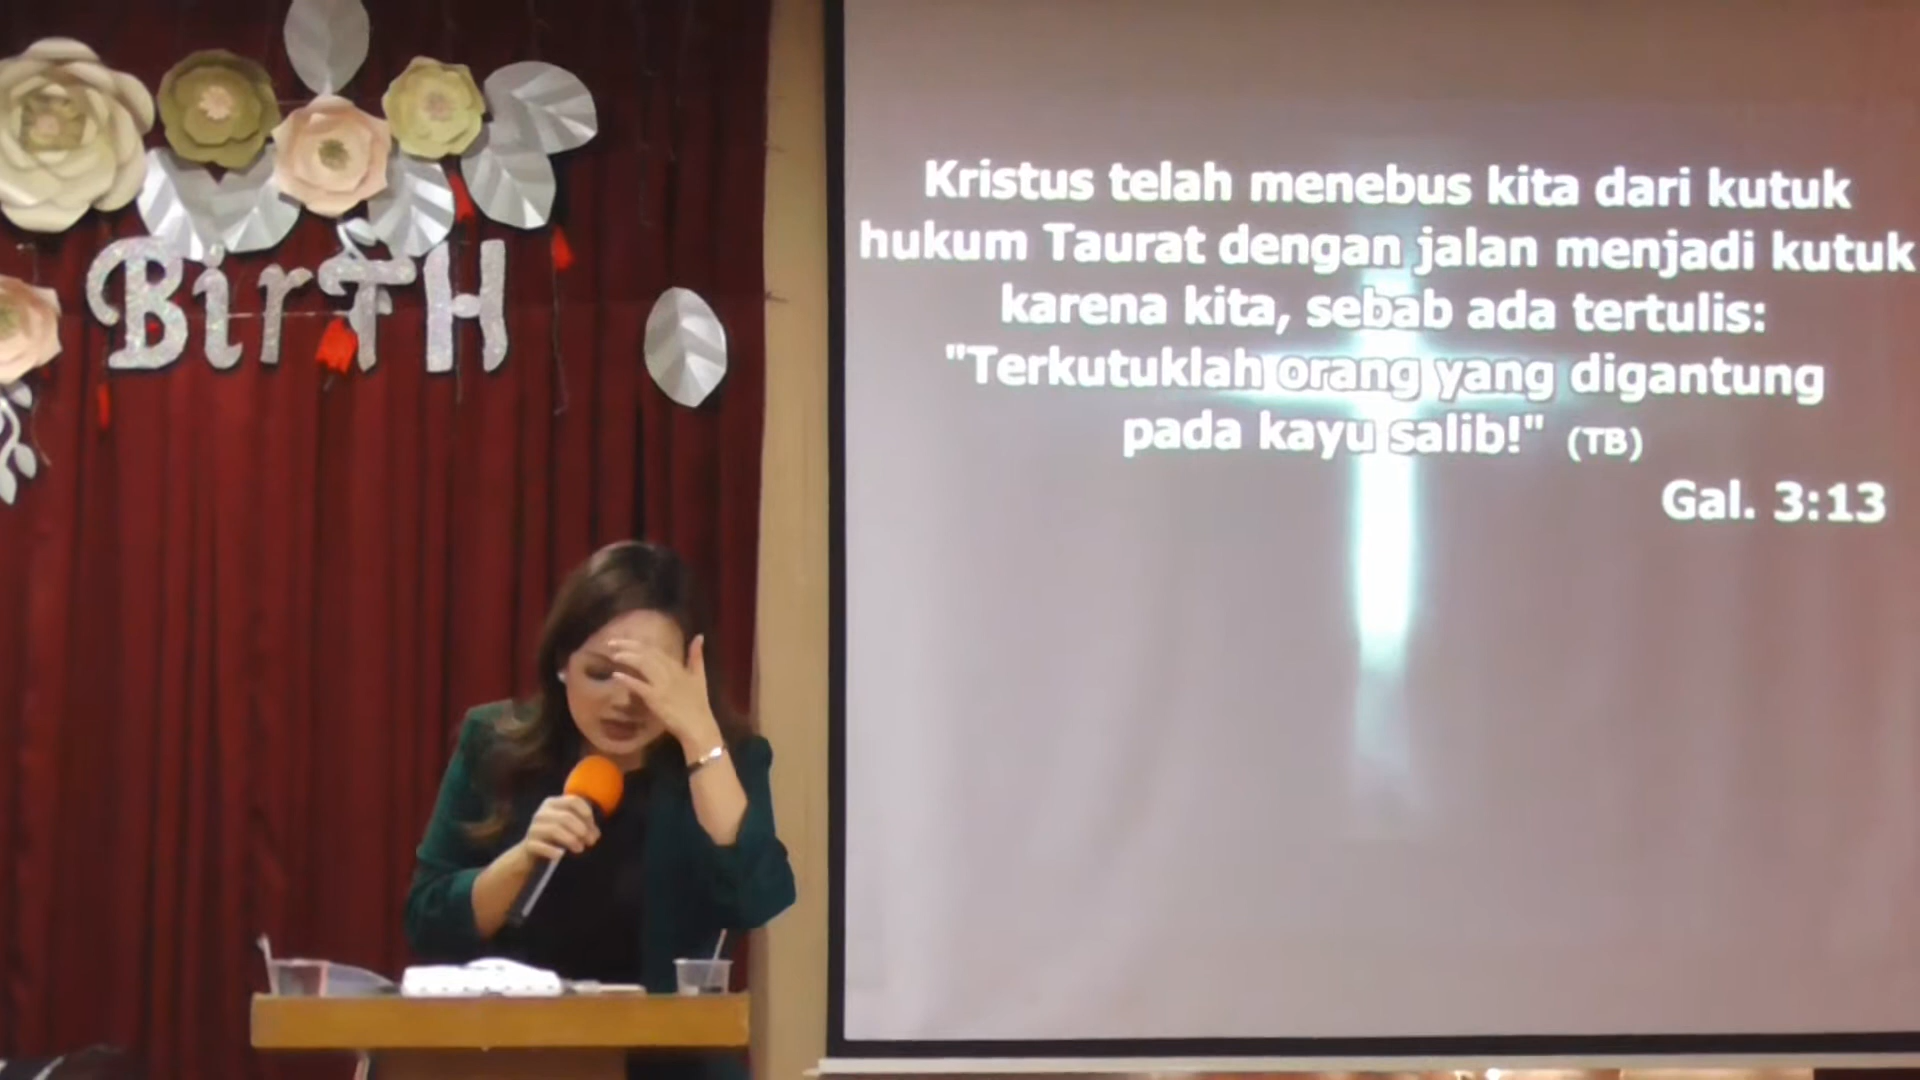 BirTH
Kristus telah menebus kita dari kutuk
hukum Taurat dengan jalan menjadi kutuk
karena kita, sebab ada tertulis:
"Terkutuklah orang yang digantung
pada kayu salib!" (TB)
Gal. 3:13